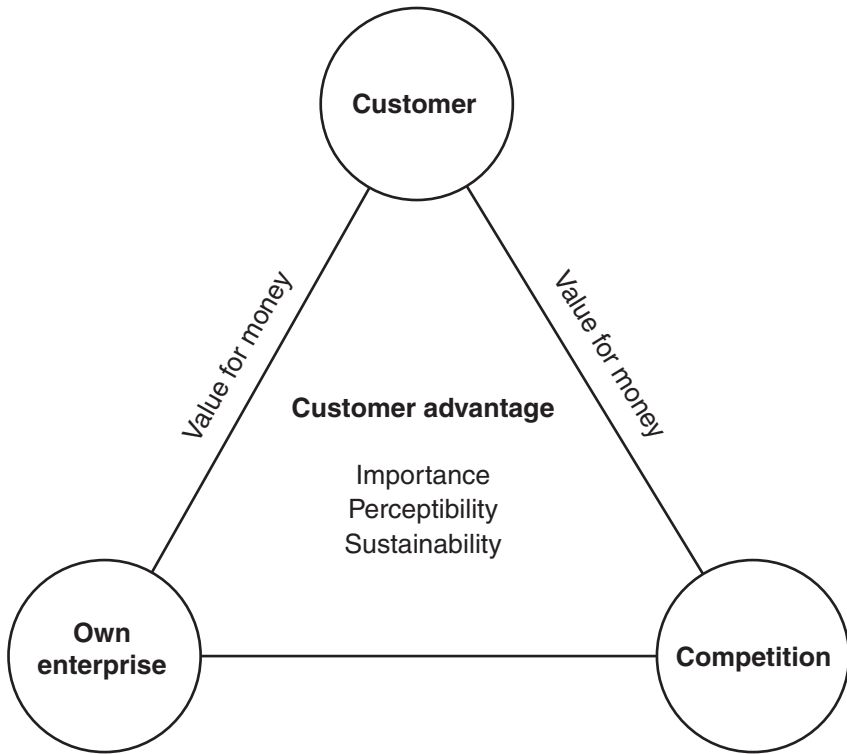 Customer
Value for money
Value for money
Customer advantage
Importance
Perceptibility
Sustainability
Own
enterprise
Competition